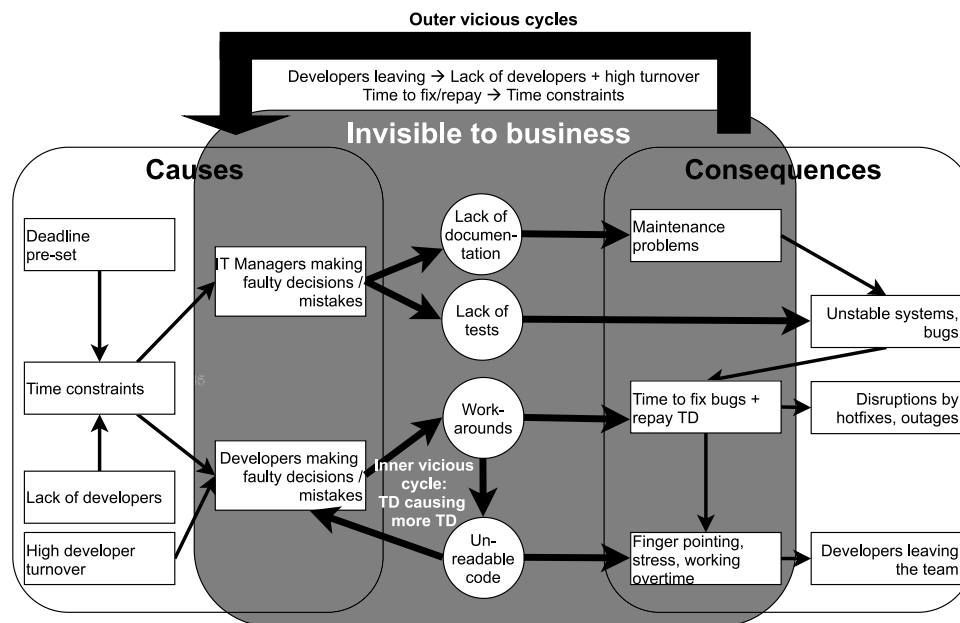 Outer vicious cycles
Developers leaving → Lack of developers + high turnover
Time to fix/repay → Time constraints
Invisible to business
Causes
Consequences
Deadline
pre-set
IT Managers making
faulty decisions /
mistakes
Lack of
documen-
tation
Maintenance
problems
Lack of
tests
Unstable systems,
bugs
Time constraints
Work-
arounds
Time to fix bugs +
repay TD
Disruptions by
hotfixes, outages
Developers making
faulty decisions /
mistakes
Inner vicious
cycle:
TD causing
more TD
Lack of developers
High developer
turnover
Un-
readable
code
Finger pointing,
stress, working
overtime
Developers leaving
the team